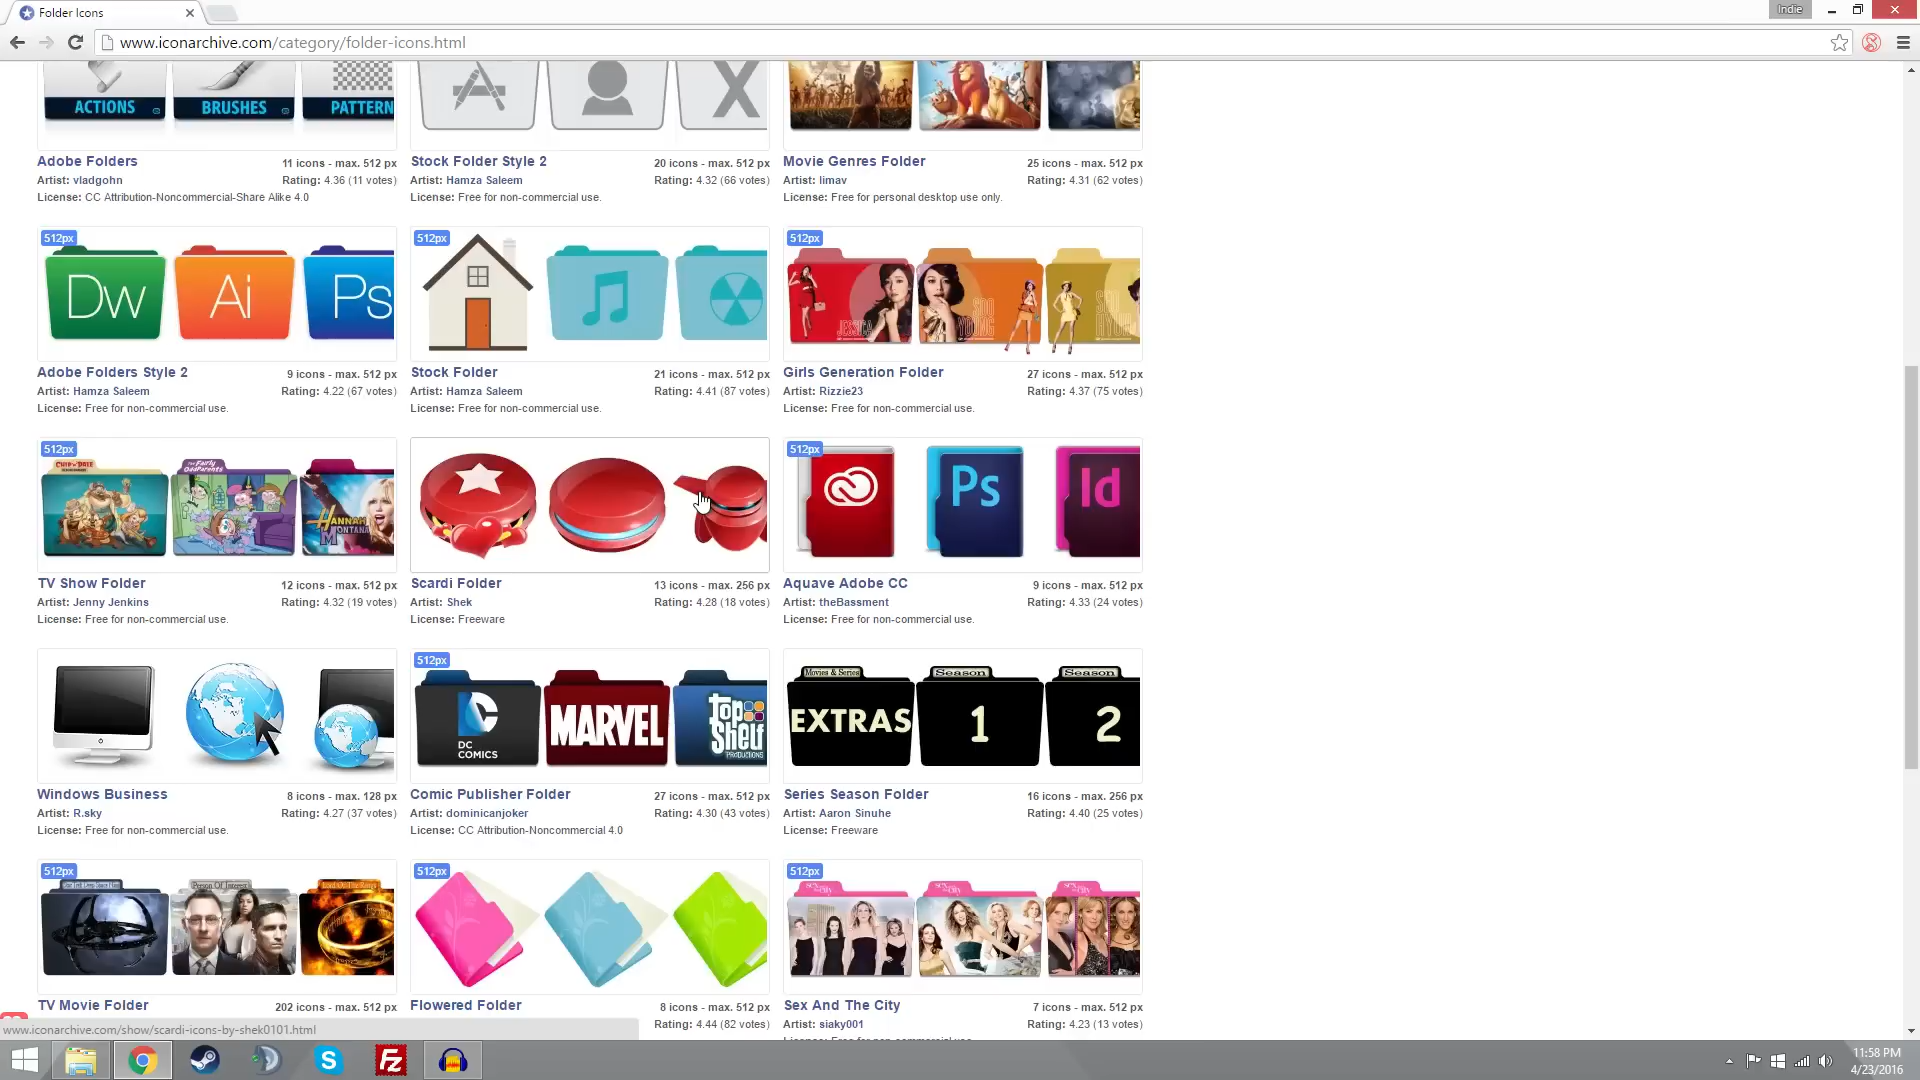 Folder Icons
Indie
www.iconarchive.com/category/folder-icons.html
ACTIONS BRUSHES PATTERN
Adobe Folders 11 icons - max. 512 px
Artist: vladgohn Rating: 4.36 (11 votes)
License: CC Attribution-Noncommercial-Share Alike 4.0
Stock Folder Style 2 20 icons - max. 512 px
Artist: Hamza Saleem Rating: 4.32 (66 votes)
License: Free for non-commercial use.
Movie Genres Folder 25 icons - max. 512 px
Artist: limav Rating: 4.31 (62 votes)
License: Free for personal desktop use only.
512px
Dw Ai Ps
Adobe Folders Style 2 9 icons - max. 512 px
Artist: Hamza Saleem Rating: 4.22 (67 votes)
License: Free for non-commercial use.
512px
Stock Folder 21 icons - max. 512 px
Artist: Hamza Saleem Rating: 4.41 (87 votes)
License: Free for non-commercial use.
512px
JESSICA SOO YOUNG
Girls Generation Folder 27 icons - max. 512 px
Artist: Rizzie23 Rating: 4.37 (75 votes)
License: Free for non-commercial use.
512px
HANNAH MONTANA
TV Show Folder 12 icons - max. 512 px
Artist: Jenny Jenkins Rating: 4.32 (19 votes)
License: Free for non-commercial use.
Scardi Folder 13 icons - max. 256 px
Artist: Shek Rating: 4.28 (18 votes)
License: Freeware
512px
Ps Id
Aquave Adobe CC 9 icons - max. 512 px
Artist: theBassment Rating: 4.33 (24 votes)
License: Free for non-commercial use.
Windows Business 8 icons - max. 128 px
Artist: R.sky Rating: 4.27 (37 votes)
License: Free for non-commercial use.
512px
DC COMICS MARVEL TOP Shelf PRODUCTIONS
Comic Publisher Folder 27 icons - max. 512 px
Artist: dominicanjoker Rating: 4.30 (43 votes)
License: CC Attribution-Noncommercial 4.0
Movies & Series Season Season
EXTRAS 1 2
Series Season Folder 16 icons - max. 256 px
Artist: Aaron Sinuhe Rating: 4.40 (25 votes)
License: Freeware
512px
Person Of Interest
TV Movie Folder 202 icons - max. 512 px
512px
Flowered Folder 8 icons - max. 512 px
Rating: 4.44 (82 votes)
512px
Sex And The City 7 icons - max. 512 px
Artist: siaky001 Rating: 4.23 (13 votes)
www.iconarchive.com/show/scardi-icons-by-shek0101.html
11:58 PM
4/23/2016